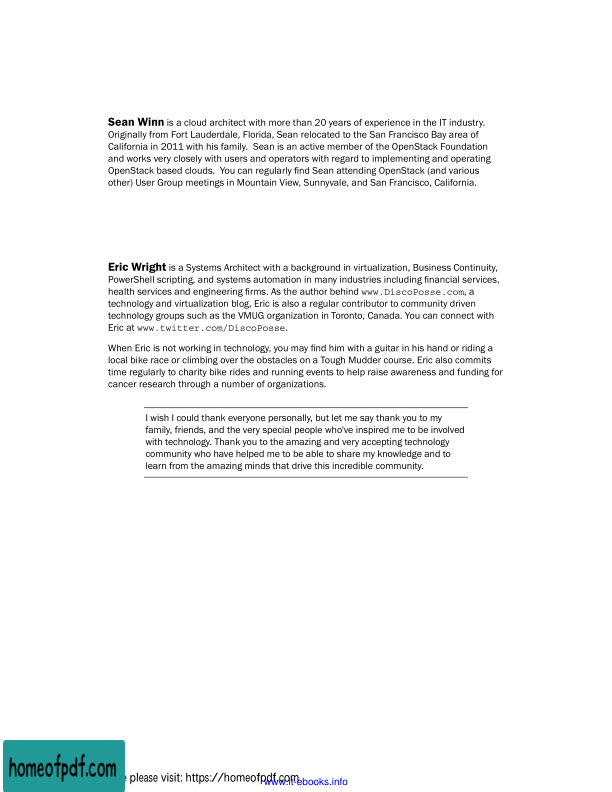 Sean Winn is a cloud architect with more than 20 years of experience in the IT industry.
Originally from Fort Lauderdale, Florida, Sean relocated to the San Francisco Bay area of
California in 2011 with his family.  Sean is an active member of the OpenStack Foundation
and works very closely with users and operators with regard to implementing and operating
OpenStack based clouds.  You can regularly find Sean attending OpenStack (and various
other) User Group meetings in Mountain View, Sunnyvale, and San Francisco, California.
Eric Wright is a Systems Architect with a background in virtualization, Business Continuity,
PowerShell scripting, and systems automation in many industries including financial services,
health services and engineering firms. As the author behind www.DiscoPosse.com, a
technology and virtualization blog, Eric is also a regular contributor to community driven
technology groups such as the VMUG organization in Toronto, Canada. You can connect with
Eric at www.twitter.com/DiscoPosse.
When Eric is not working in technology, you may find him with a guitar in his hand or riding a
local bike race or climbing over the obstacles on a Tough Mudder course. Eric also commits
time regularly to charity bike rides and running events to help raise awareness and funding for
cancer research through a number of organizations.
I wish I could thank everyone personally, but let me say thank you to my
family, friends, and the very special people who've inspired me to be involved
with technology. Thank you to the amazing and very accepting technology
community who have helped me to be able to share my knowledge and to
learn from the amazing minds that drive this incredible community.
homeofpdf.com
please visit: https://homeofpdf.com
www.it-ebooks.info